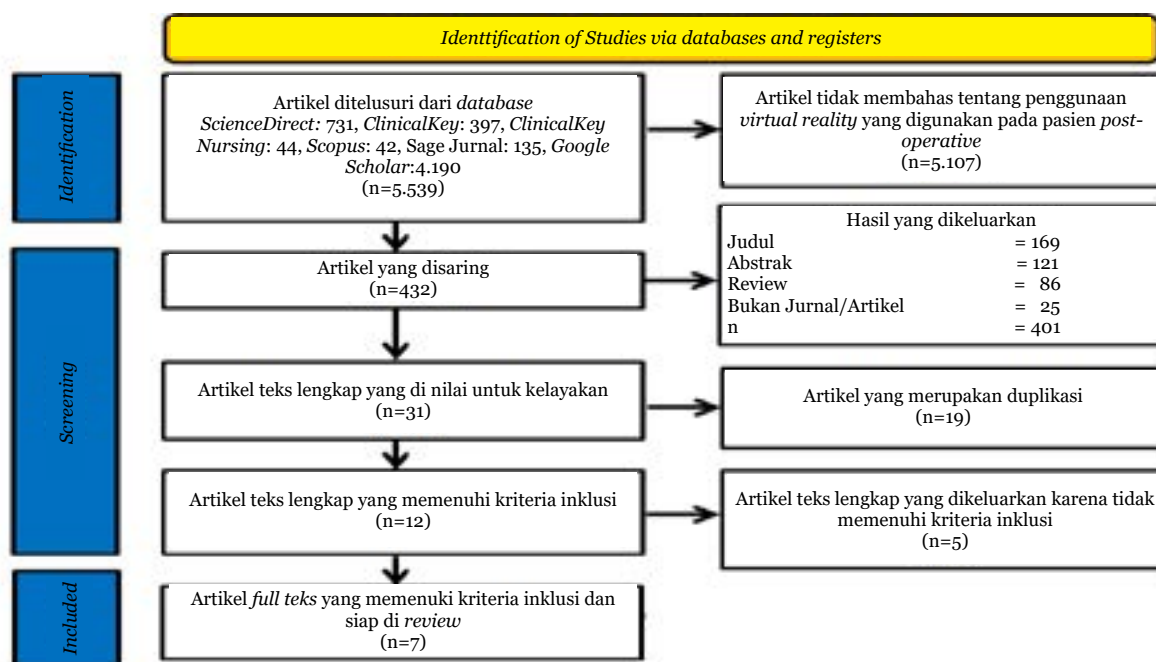 Identtification of Studies via databases and registers
Identification
Artikel ditelusuri dari database
ScienceDirect: 731, ClinicalKey: 397, ClinicalKey
Nursing: 44, Scopus: 42, Sage Jurnal: 135, Google
Scholar:4.190
(n=5.539)
Artikel tidak membahas tentang penggunaan
virtual reality yang digunakan pada pasien post-
operative
(n=5.107)
Screening
Artikel yang disaring
(n=432)
Hasil yang dikeluarkan
Judul = 169
Abstrak = 121
Review = 86
Bukan Jurnal/Artikel = 25
n = 401
Artikel teks lengkap yang di nilai untuk kelayakan
(n=31)
Artikel yang merupakan duplikasi
(n=19)
Artikel teks lengkap yang memenuhi kriteria inklusi
(n=12)
Artikel teks lengkap yang dikeluarkan karena tidak
memenuhi kriteria inklusi
(n=5)
Included
Artikel full teks yang memenuki kriteria inklusi dan
siap di review
(n=7)